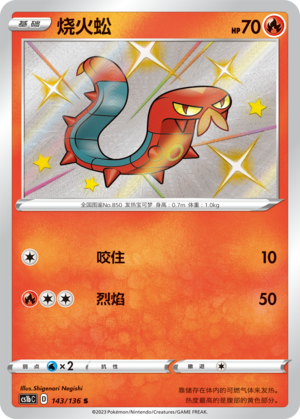 基础
烧火蚣
HP70
全国图鉴No.850 发热宝可梦 身高：0.7m 体重：1.0kg
咬住 10
烈焰 50
弱点 ×2 抵抗力 撤退
Illus.Shigenori Negishi
CS3bC D 143/136 S
靠储存在体内的可燃气体来发热。
热度最高的是腹部的黄色部分。
©2023 Pokémon/Nintendo/Creatures/GAME FREAK.